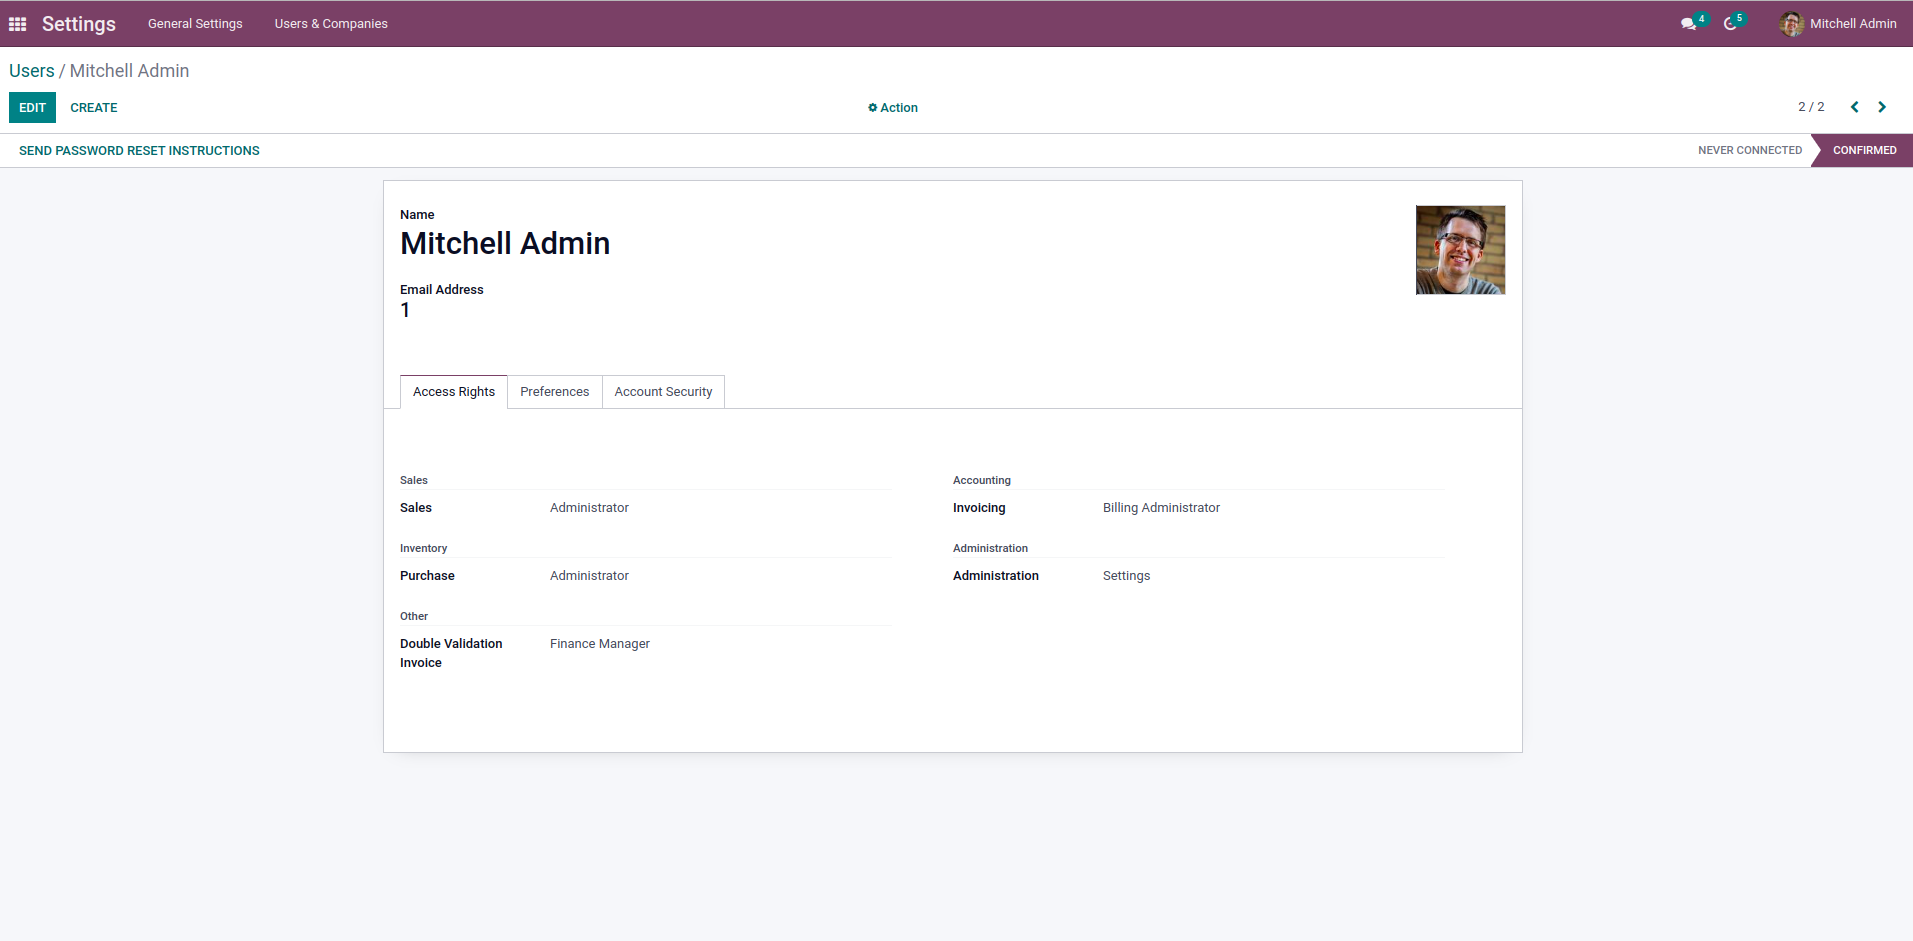 Settings General Settings Users & Companies 4 5 Mitchell Admin
Users / Mitchell Admin
EDIT CREATE Action 2 / 2
SEND PASSWORD RESET INSTRUCTIONS NEVER CONNECTED CONFIRMED
Name
Mitchell Admin
Email Address
1
Access Rights Preferences Account Security
Sales Accounting
Sales Administrator Invoicing Billing Administrator
Inventory Administration
Purchase Administrator Administration Settings
Other
Double Validation Finance Manager
Invoice